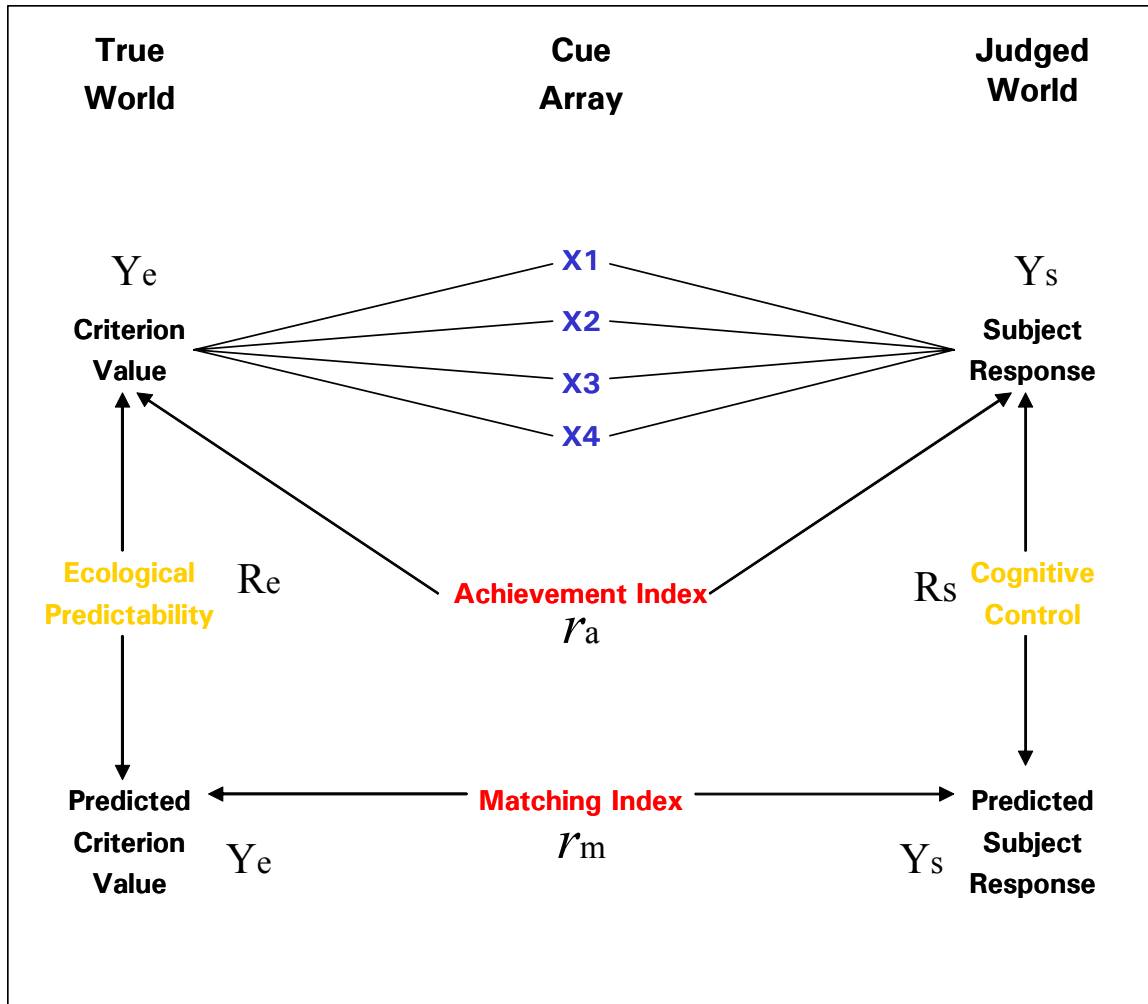 True
World
Cue
Array
Judged
World
Ye
Criterion
Value
X1
X2
X3
X4
Ys
Subject
Response
Ecological
Predictability
Re
Achievement Index
ra
Rs
Cognitive
Control
Predicted
Criterion
Value
Ye
Matching Index
rm
Ys
Predicted
Subject
Response